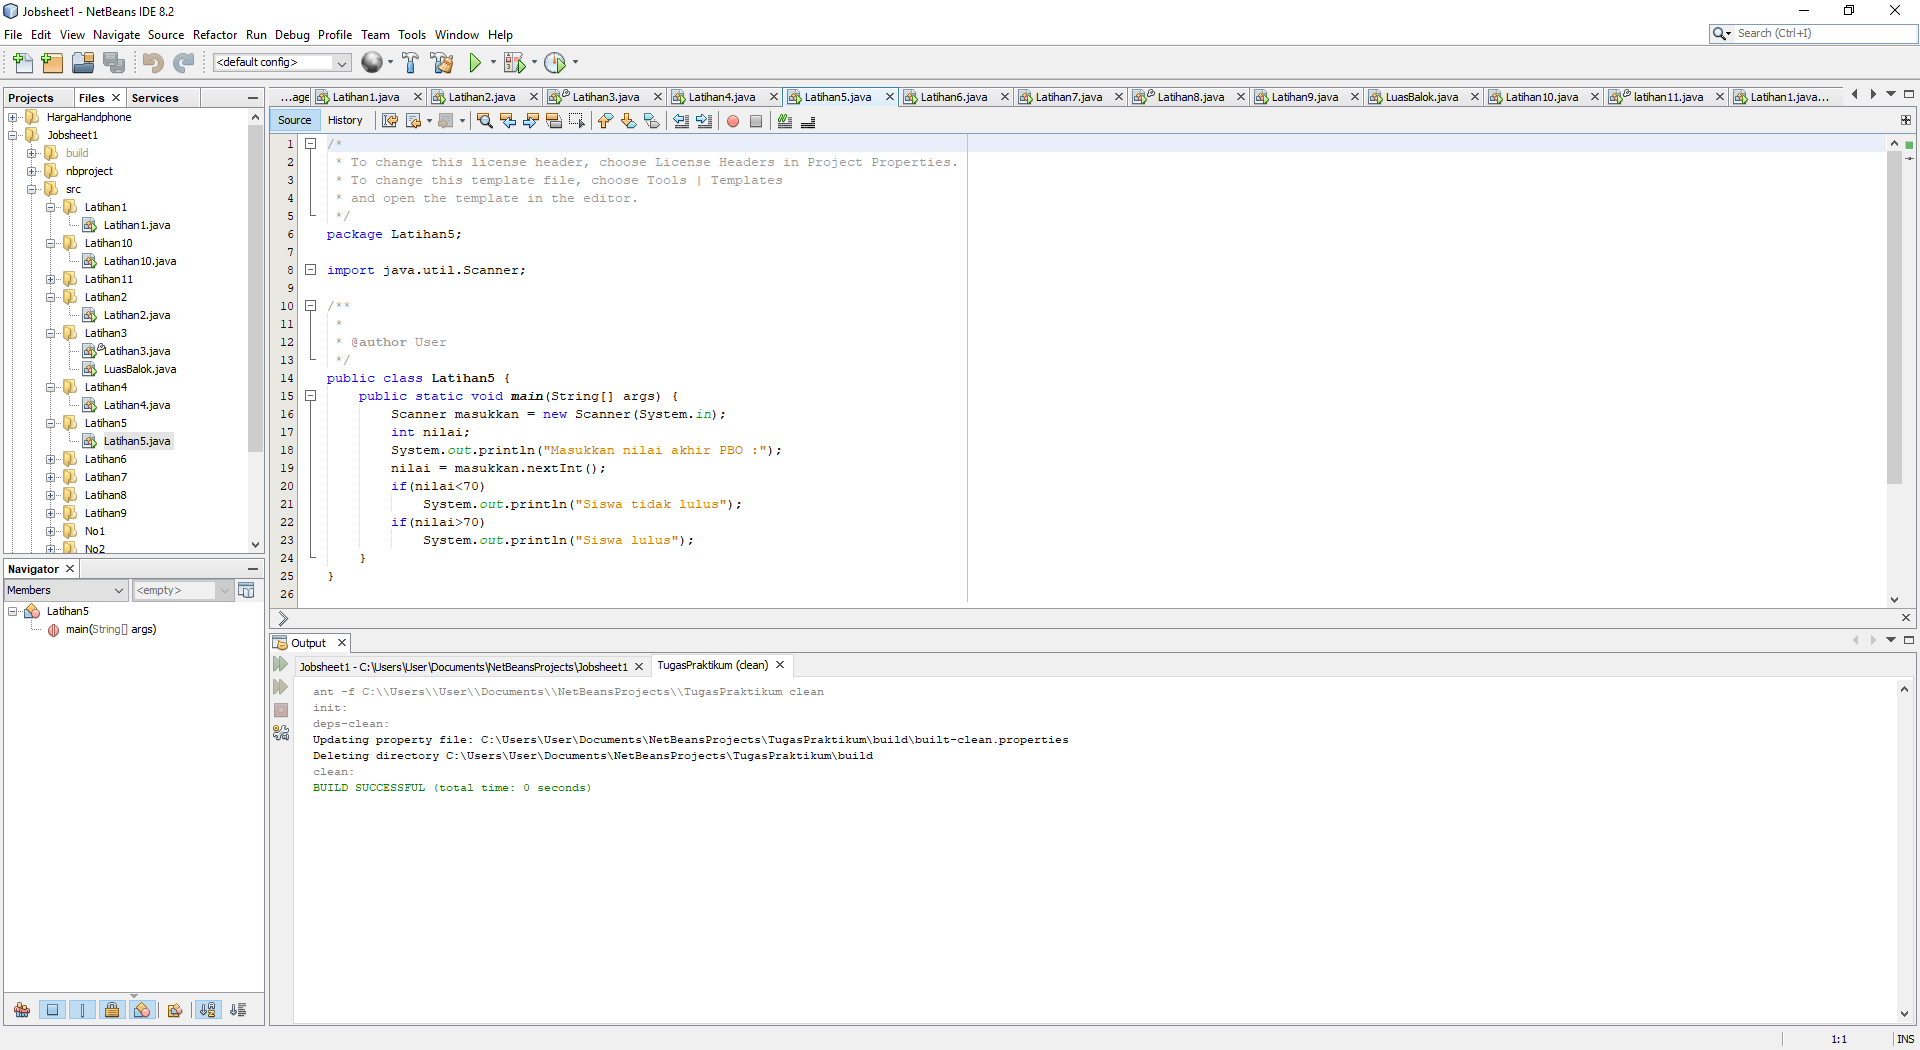 Jobsheet1 - NetBeans IDE 8.2
File Edit View Navigate Source Refactor Run Debug Profile Team Tools Window Help
Search (Ctrl+I)
<default config>
Projects Files Services
...age Latihan1.java Latihan2.java Latihan3.java Latihan4.java Latihan5.java Latihan6.java Latihan7.java Latihan8.java Latihan9.java LuasBalok.java Latihan10.java latihan11.java Latihan1.java...
HargaHandphone
Jobsheet1
build
nbproject
src
Latihan1
Latihan1.java
Latihan10
Latihan10.java
Latihan11
Latihan2
Latihan2.java
Latihan3
Latihan3.java
LuasBalok.java
Latihan4
Latihan4.java
Latihan5
Latihan5.java
Latihan6
Latihan7
Latihan8
Latihan9
No1
No2
Source History
1 /*
2 * To change this license header, choose License Headers in Project Properties.
3 * To change this template file, choose Tools | Templates
4 * and open the template in the editor.
5 */
6 package Latihan5;
7
8 import java.util.Scanner;
9
10 /**
11 *
12 * @author User
13 */
14 public class Latihan5 {
15 public static void main(String[] args) {
16 Scanner masukkan = new Scanner(System.in);
17 int nilai;
18 System.out.println("Masukkan nilai akhir PBO :");
19 nilai = masukkan.nextInt();
20 if(nilai<70)
21 System.out.println("Siswa tidak lulus");
22 if(nilai>70)
23 System.out.println("Siswa lulus");
24 }
25 }
26
Navigator
Members <empty>
Latihan5
main(String[] args)
Output
Jobsheet1 - C:\Users\User\Documents\NetBeansProjects\Jobsheet1 TugasPraktikum (clean)
ant -f C:\\Users\\User\\Documents\\NetBeansProjects\\TugasPraktikum clean
init:
deps-clean:
Updating property file: C:\Users\User\Documents\NetBeansProjects\TugasPraktikum\build\built-clean.properties
Deleting directory C:\Users\User\Documents\NetBeansProjects\TugasPraktikum\build
clean:
BUILD SUCCESSFUL (total time: 0 seconds)
1:1 INS